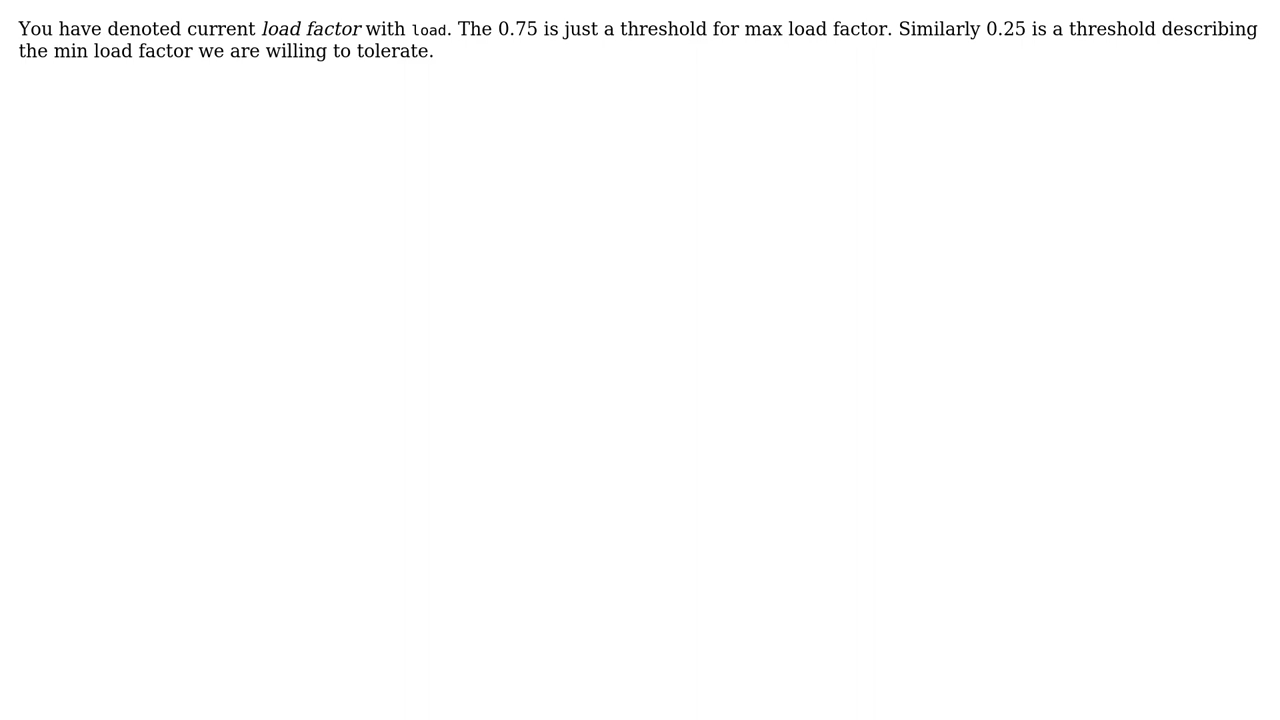 You have denoted current load factor with load. The 0.75 is just a threshold for max load factor. Similarly 0.25 is a threshold describing
the min load factor we are willing to tolerate.